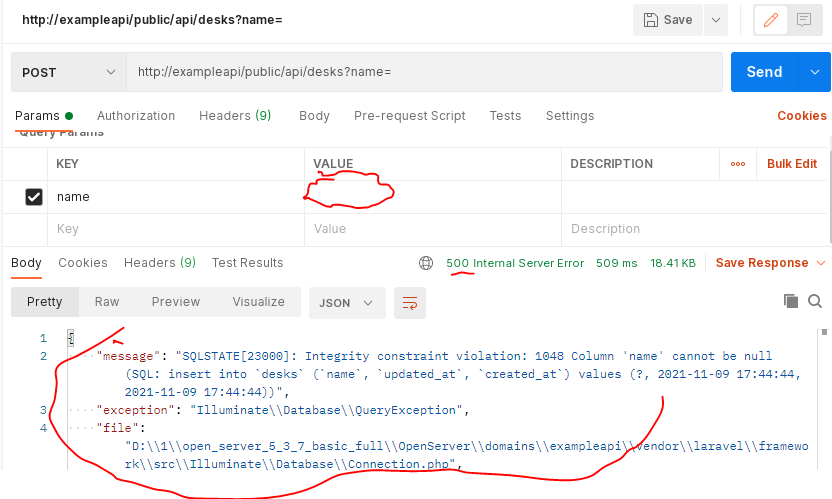 http://exampleapi/public/api/desks?name=
Save
POST
http://exampleapi/public/api/desks?name=
Send
Params Authorization Headers (9) Body Pre-request Script Tests Settings Cookies
Query Params
KEY VALUE DESCRIPTION ooo Bulk Edit
name
Key Value Description
Body Cookies Headers (9) Test Results 500 Internal Server Error 509 ms 18.41 KB Save Response
Pretty Raw Preview Visualize JSON
1 {
2 "message": "SQLSTATE[23000]: Integrity constraint violation: 1048 Column 'name' cannot be null
(SQL: insert into `desks` (`name`, `updated_at`, `created_at`) values (?, 2021-11-09 17:44:44,
2021-11-09 17:44:44))",
3 "exception": "Illuminate\\Database\\QueryException",
4 "file":
"D:\\1\\open_server_5_3_7_basic_full\\OpenServer\\domains\\exampleapi\\vendor\\laravel\\framewo
rk\\src\\Illuminate\\Database\\Connection.php",